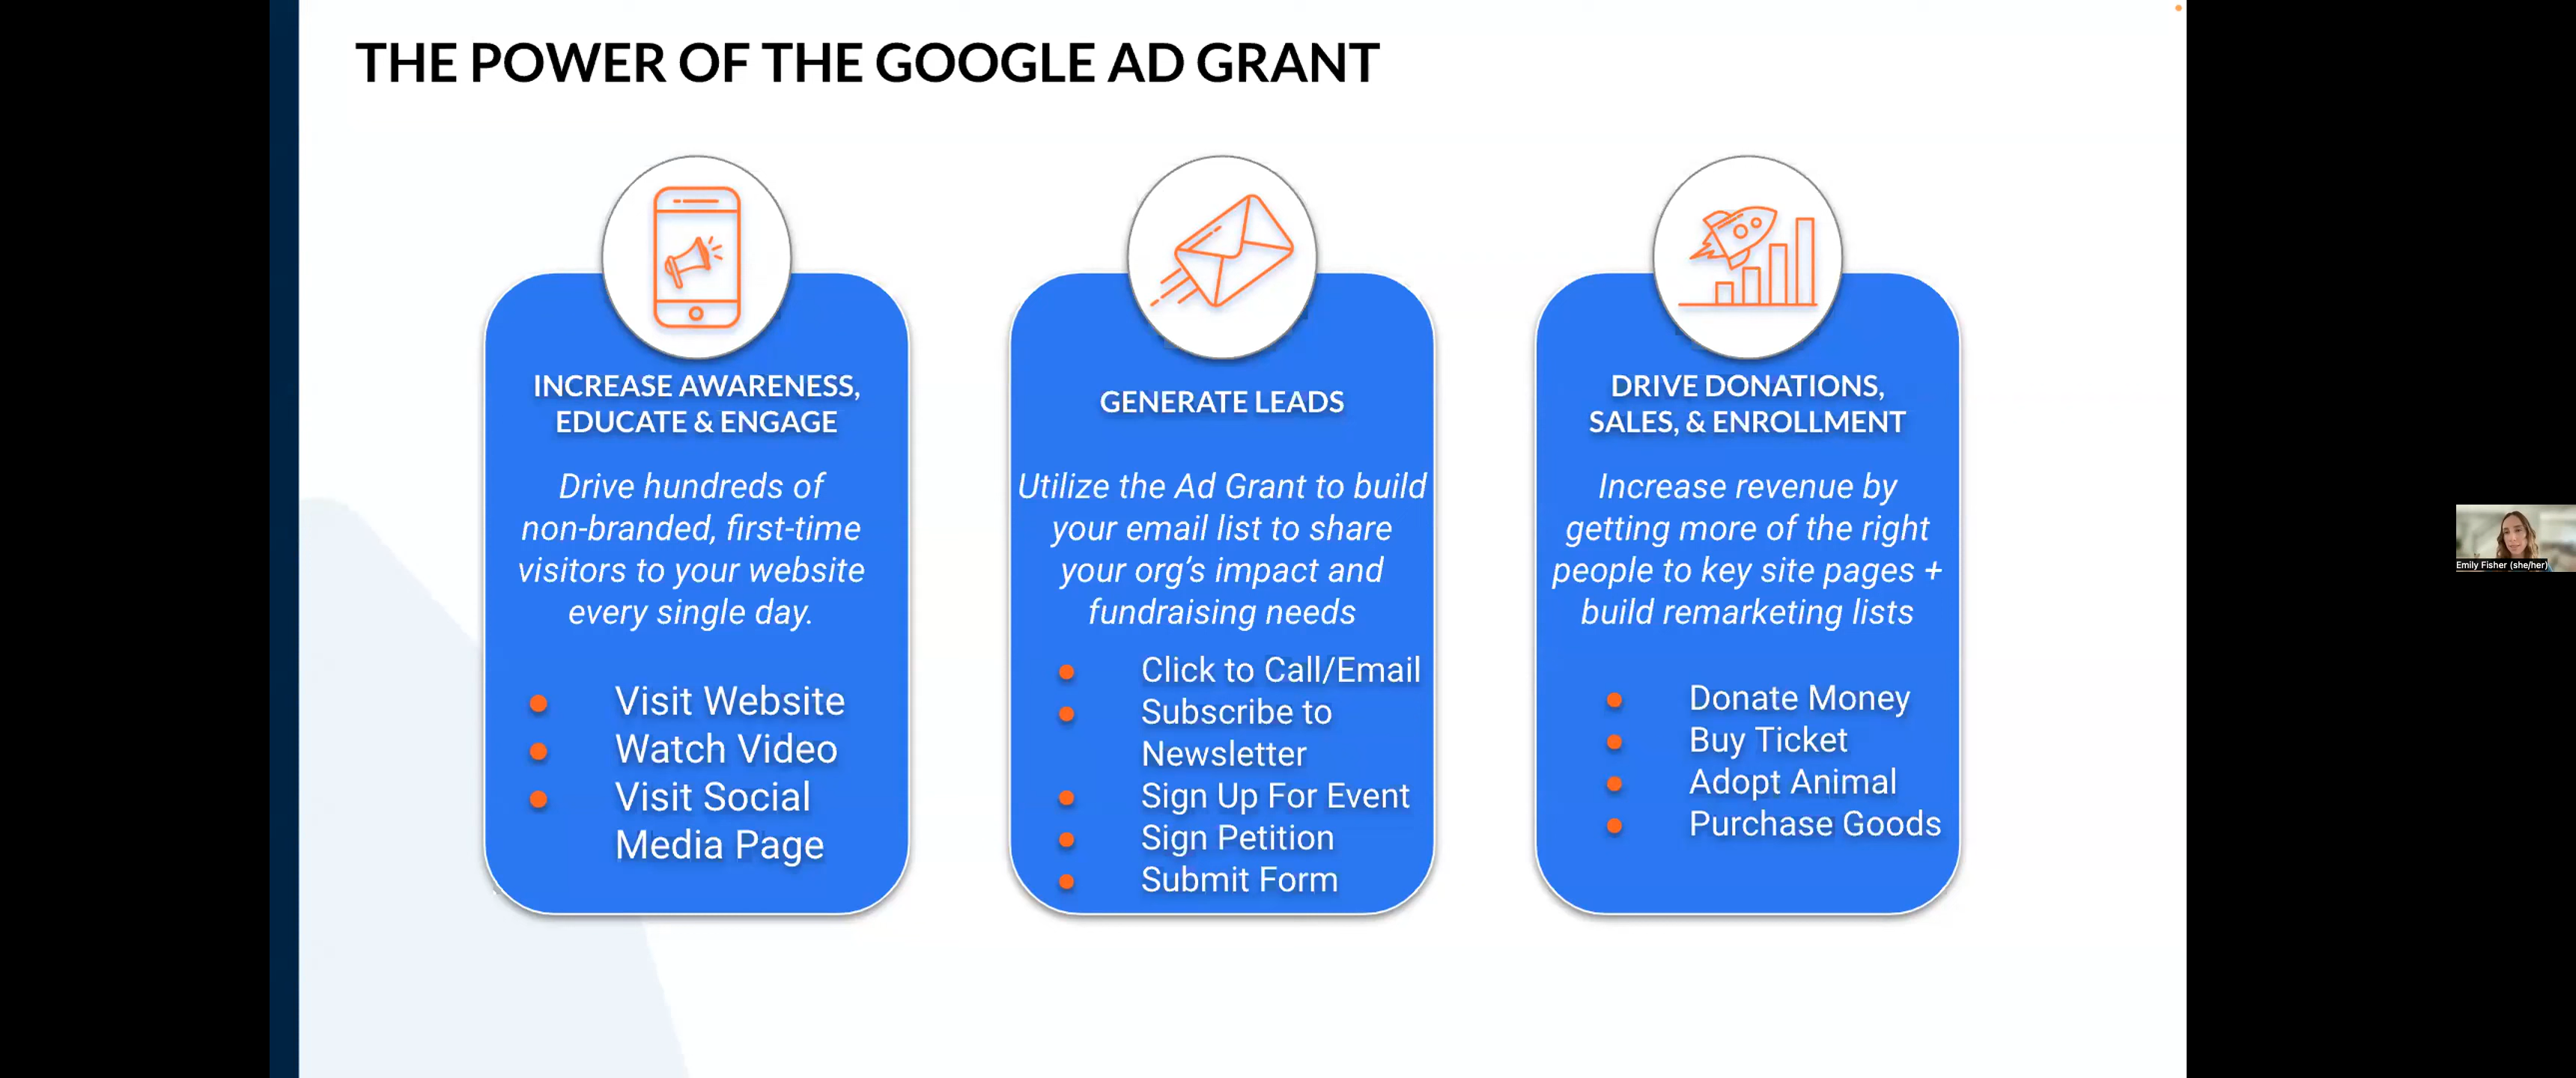 THE POWER OF THE GOOGLE AD GRANT
INCREASE AWARENESS,
EDUCATE & ENGAGE
Drive hundreds of
non-branded, first-time
visitors to your website
every single day.
Visit Website
Watch Video
Visit Social
Media Page
GENERATE LEADS
Utilize the Ad Grant to build
your email list to share
your org's impact and
fundraising needs
Click to Call/Email
Subscribe to
Newsletter
Sign Up For Event
Sign Petition
Submit Form
DRIVE DONATIONS,
SALES, & ENROLLMENT
Increase revenue by
getting more of the right
people to key site pages +
build remarketing lists
Donate Money
Buy Ticket
Adopt Animal
Purchase Goods
Emily Fisher (she/her)